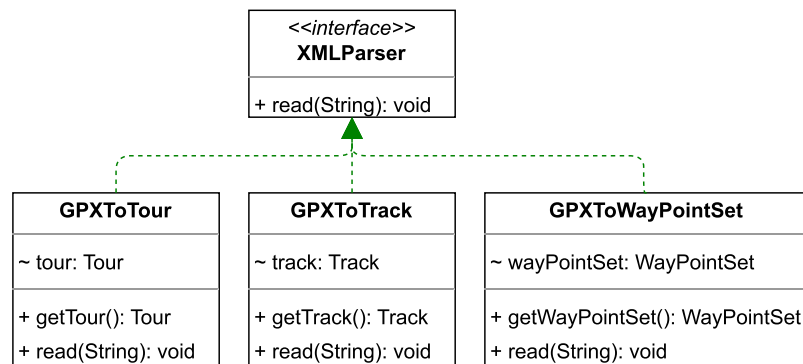 <<interface>>
XMLParser
+ read(String): void
GPXToTour
~ tour: Tour
+ getTour(): Tour
+ read(String): void
GPXToTrack
~ track: Track
+ getTrack(): Track
+ read(String): void
GPXToWayPointSet
~ wayPointSet: WayPointSet
+ getWayPointSet(): WayPointSet
+ read(String): void